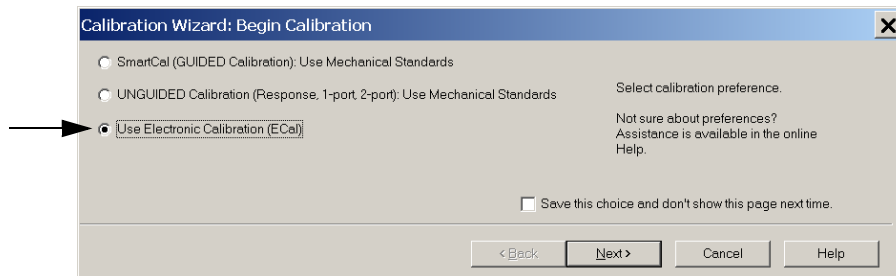 Calibration Wizard: Begin Calibration
SmartCal (GUIDED Calibration): Use Mechanical Standards
UNGUIDED Calibration (Response, 1-port, 2-port): Use Mechanical Standards
Use Electronic Calibration (ECal)
Select calibration preference.
Not sure about preferences?
Assistance is available in the online
Help.
Save this choice and don't show this page next time.
< Back
Next >
Cancel
Help